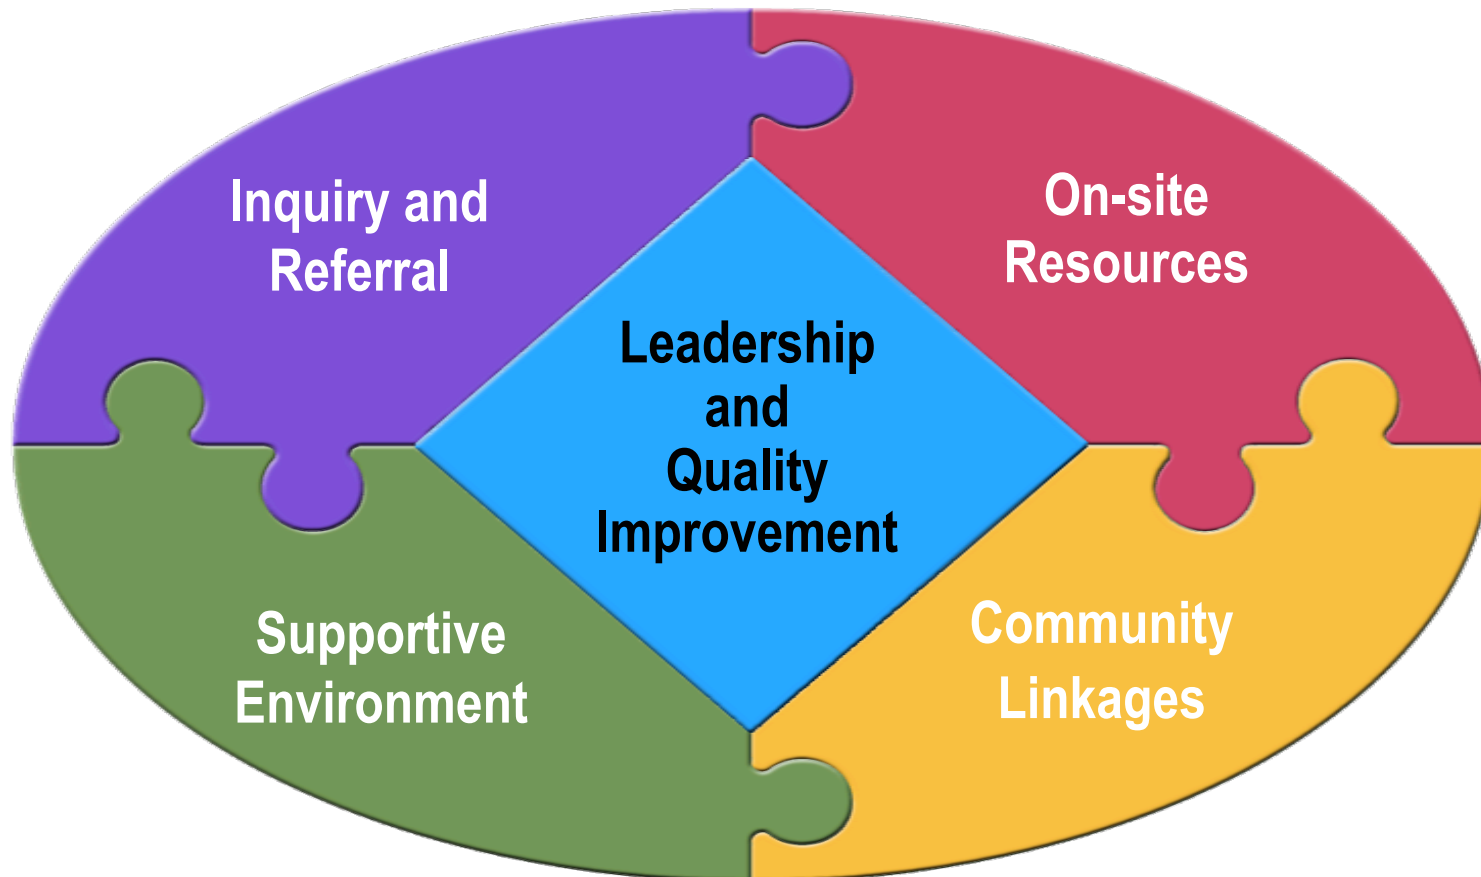 Inquiry and
Referral
On-site
Resources
Leadership
and
Quality
Improvement
Supportive
Environment
Community
Linkages